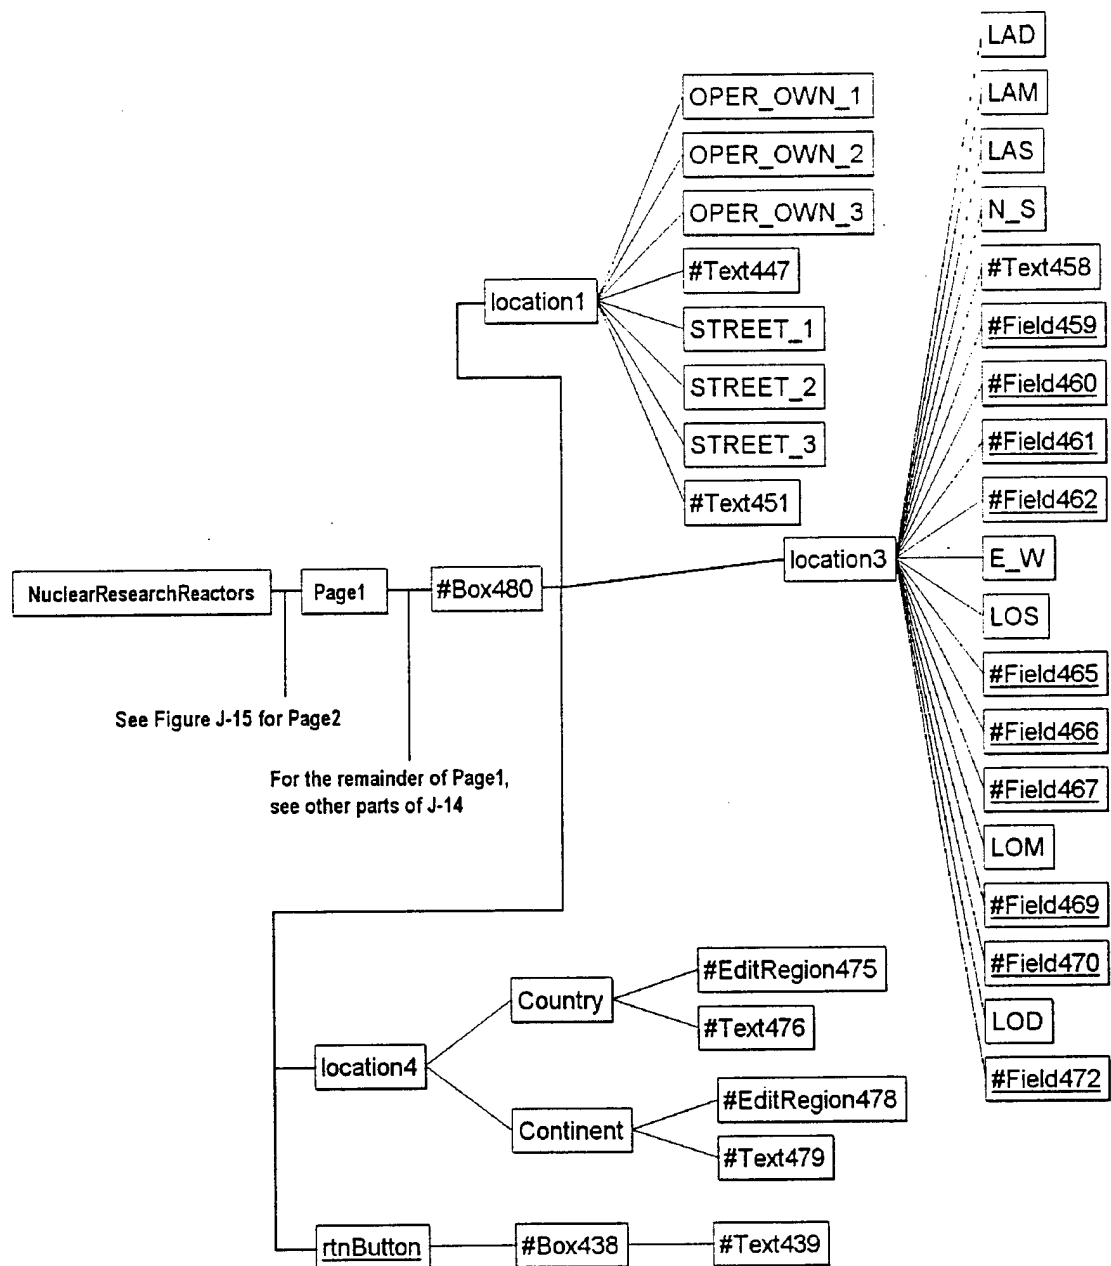 LAD
LAM
LAS
N_S
#Text458
#Field459
#Field460
#Field461
#Field462
E_W
LOS
#Field465
#Field466
#Field467
LOM
#Field469
#Field470
LOD
#Field472
OPER_OWN_1
OPER_OWN_2
OPER_OWN_3
#Text447
STREET_1
STREET_2
STREET_3
#Text451
location1
location3
NuclearResearchReactors
Page1
#Box480
See Figure J-15 for Page2
For the remainder of Page1,
see other parts of J-14
#EditRegion475
Country
#Text476
location4
#EditRegion478
Continent
#Text479
rtnButton
#Box438
#Text439